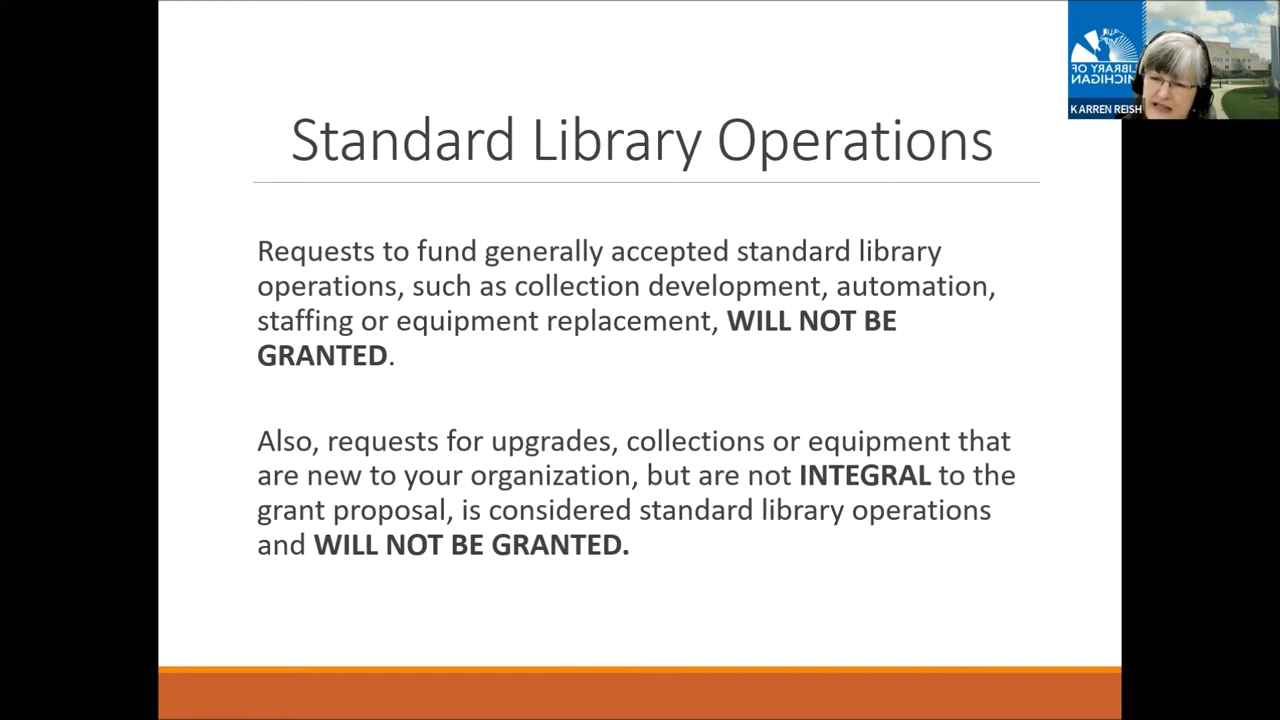 Standard Library Operations
Requests to fund generally accepted standard library
operations, such as collection development, automation,
staffing or equipment replacement, WILL NOT BE
GRANTED.
Also, requests for upgrades, collections or equipment that
are new to your organization, but are not INTEGRAL to the
grant proposal, is considered standard library operations
and WILL NOT BE GRANTED.
LIBRARY OF
MICHIGAN
KARREN REISH